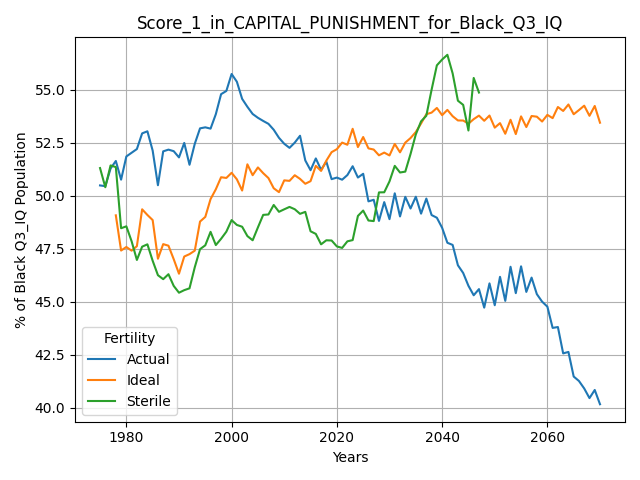 Score_1_in_CAPITAL_PUNISHMENT_for_Black_Q3_IQ
% of Black Q3_IQ Population
55.0
52.5
50.0
47.5
45.0
42.5
40.0
Fertility
Actual
Ideal
Sterile
1980 2000 2020 2040 2060
Years